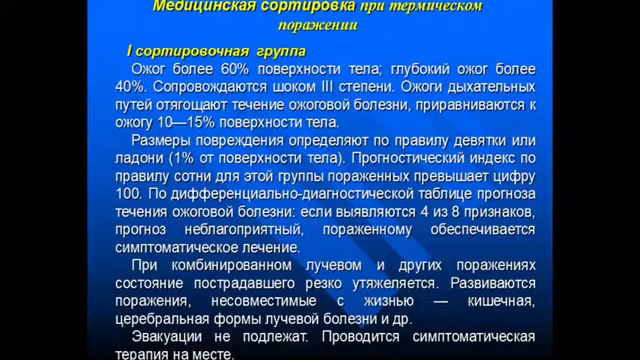 Медицинская сортировка при термическом
поражении
I сортировочная группа
Ожог более 60% поверхности тела; глубокий ожог более
40%. Сопровождаются шоком III степени. Ожоги дыхательных
путей отягощают течение ожоговой болезни, приравниваются к
ожогу 10—15% поверхности тела.
Размеры повреждения определяют по правилу девятки или
ладони (1% от поверхности тела). Прогностический индекс по
правилу сотни для этой группы пораженных превышает цифру
100. По дифференциально-диагностической таблице прогноза
течения ожоговой болезни: если выявляются 4 из 8 признаков,
прогноз неблагоприятный, пораженному обеспечивается
симптоматическое лечение.
При комбинированном лучевом и других поражениях
состояние пострадавшего резко утяжеляется. Развиваются
поражения, несовместимые с жизнью — кишечная,
церебральная формы лучевой болезни и др.
Эвакуации не подлежат. Проводится симптоматическая
терапия на месте.